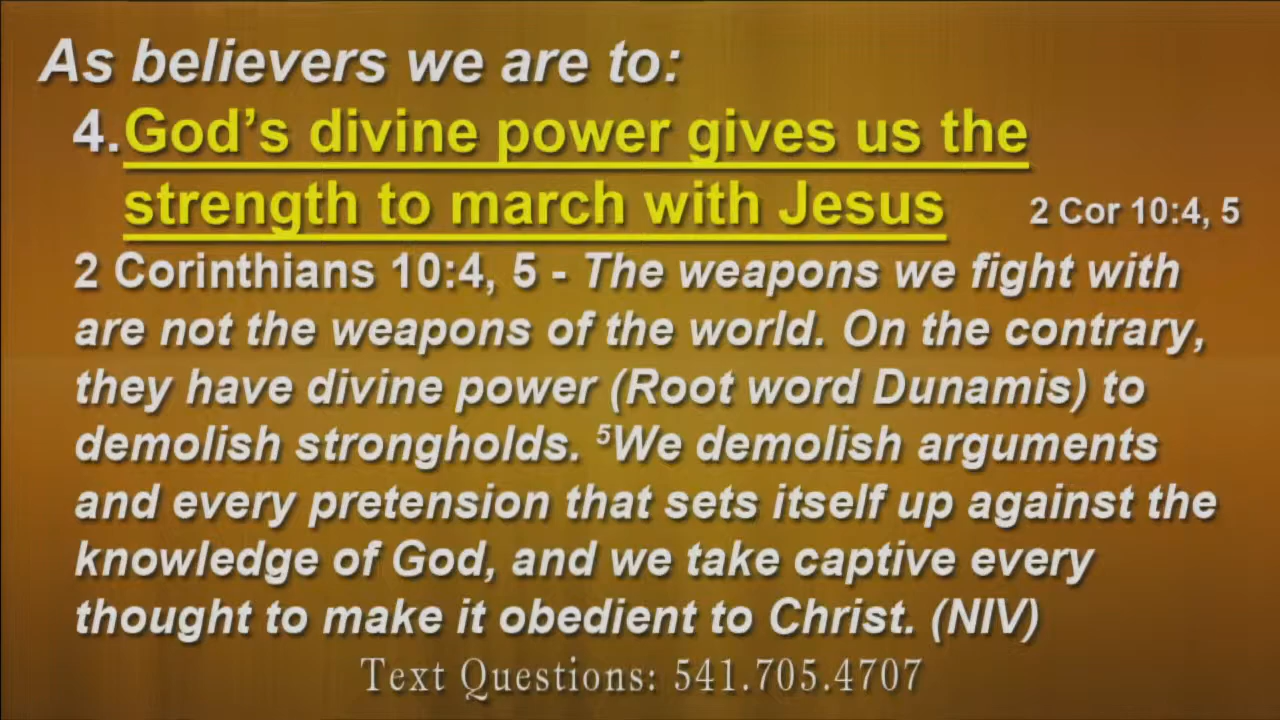 As believers we are to:
4.God’s divine power gives us the
strength to march with Jesus 2 Cor 10:4, 5
2 Corinthians 10:4, 5 - The weapons we fight with
are not the weapons of the world. On the contrary,
they have divine power (Root word Dunamis) to
demolish strongholds. ⁵We demolish arguments
and every pretension that sets itself up against the
knowledge of God, and we take captive every
thought to make it obedient to Christ. (NIV)
Text Questions: 541.705.4707